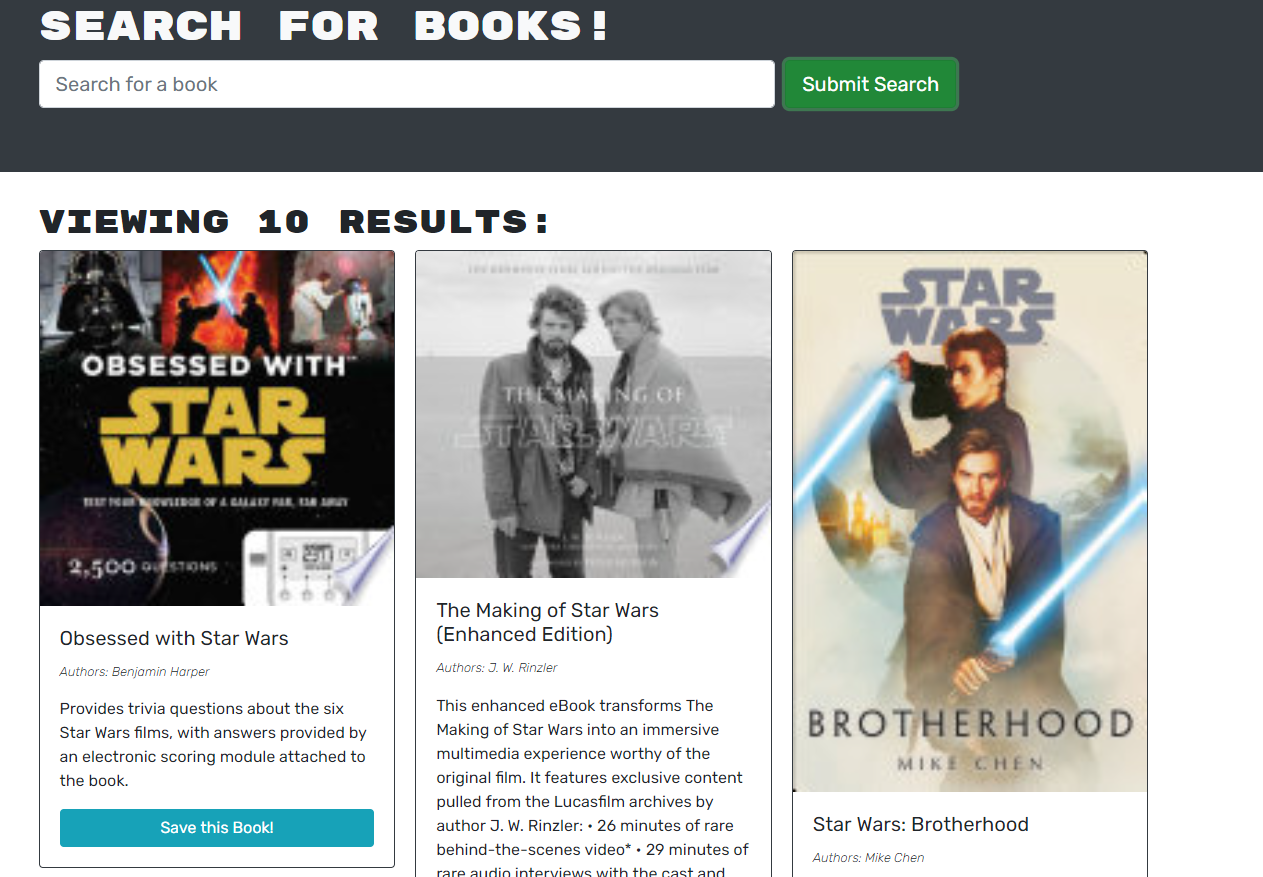 SEARCH FOR BOOKS!
Search for a book
Submit Search
VIEWING 10 RESULTS:
OBSESSED WITH™
STAR
WARS
TEST YOUR KNOWLEDGE OF A GALAXY FAR, FAR AWAY
2,500 QUESTIONS
Obsessed with Star Wars
Authors: Benjamin Harper
Provides trivia questions about the six
Star Wars films, with answers provided by
an electronic scoring module attached to
the book.
Save this Book!
THE MAKING OF
STAR WARS
The Making of Star Wars
(Enhanced Edition)
Authors: J. W. Rinzler
This enhanced eBook transforms The
Making of Star Wars into an immersive
multimedia experience worthy of the
original film. It features exclusive content
pulled from the Lucasfilm archives by
author J. W. Rinzler: • 26 minutes of rare
behind-the-scenes video* • 29 minutes of
rare audio interviews with the cast and
STAR
WARS
BROTHERHOOD
MIKE CHEN
Star Wars: Brotherhood
Authors: Mike Chen